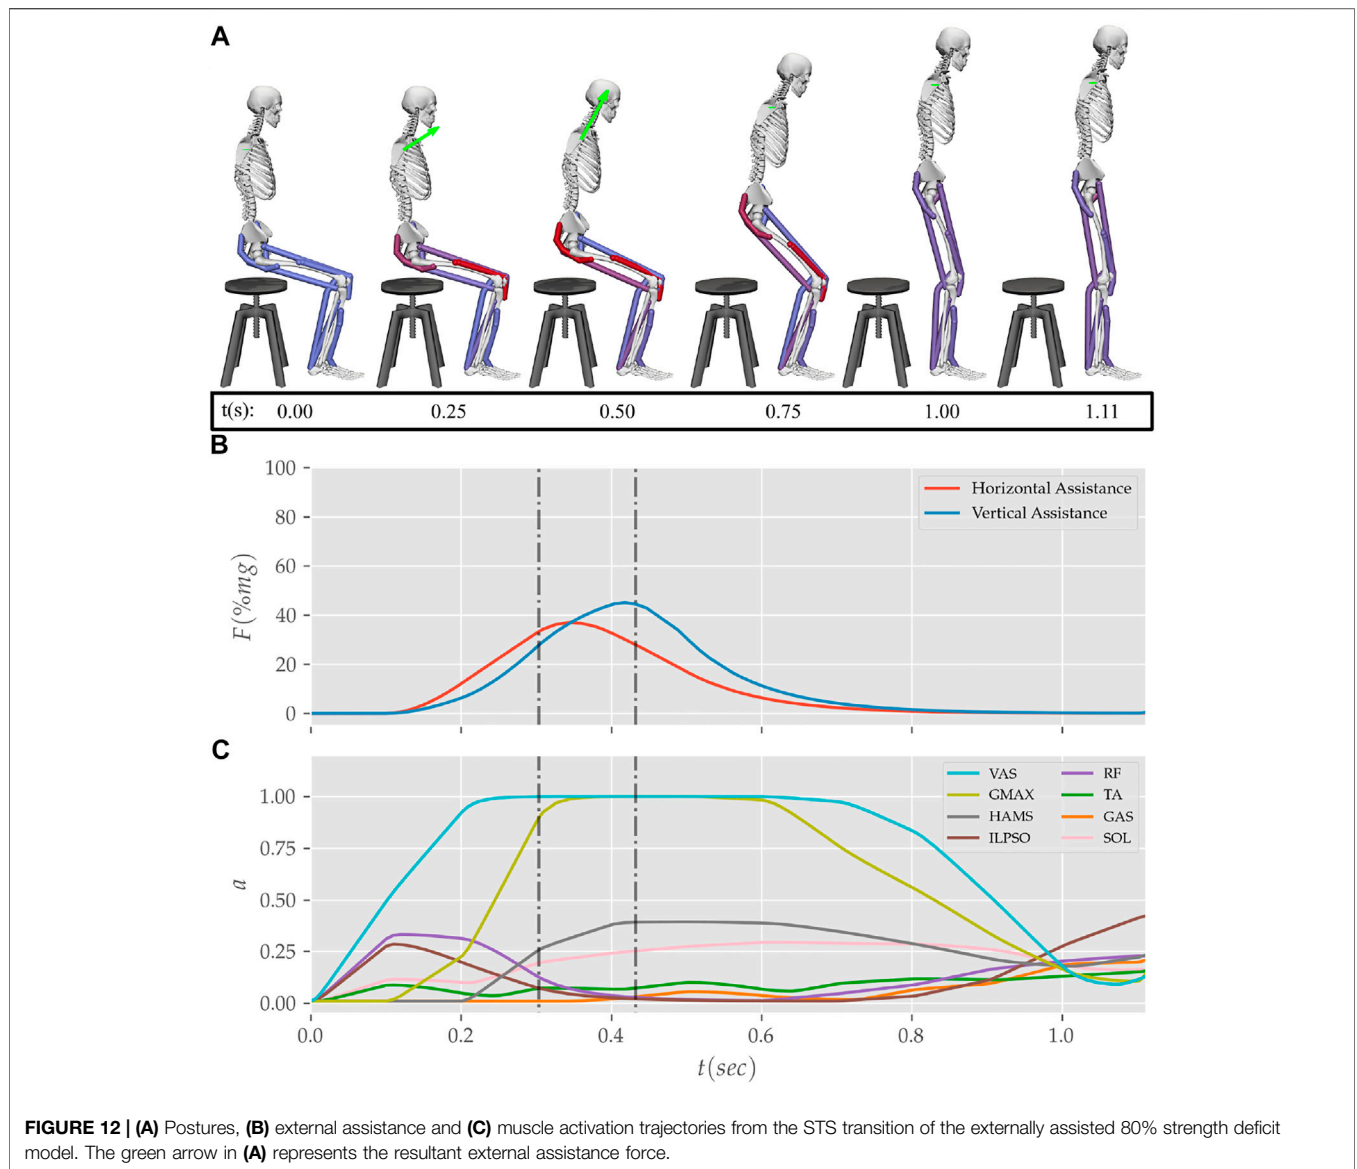 A
t(s): 0.00 0.25 0.50 0.75 1.00 1.11
B
100
80
60
40
20
0
F(%mg)
Horizontal Assistance
Vertical Assistance
C
1.00
0.75
0.50
0.25
0.00
a
VAS RF
GMAX TA
HAMS GAS
ILPSO SOL
0.0 0.2 0.4 0.6 0.8 1.0
t(sec)
FIGURE 12 | (A) Postures, (B) external assistance and (C) muscle activation trajectories from the STS transition of the externally assisted 80% strength deficit
model. The green arrow in (A) represents the resultant external assistance force.